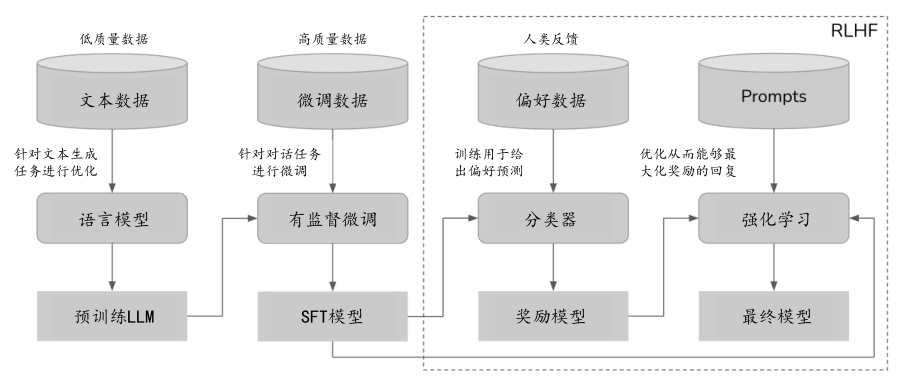 RLHF
低质量数据
高质量数据
人类反馈
文本数据
微调数据
偏好数据
Prompts
针对文本生成
任务进行优化
针对对话任务
进行微调
训练用于给
出偏好预测
优化从而能够最
大化奖励的回复
语言模型
有监督微调
分类器
强化学习
预训练LLM
SFT模型
奖励模型
最终模型